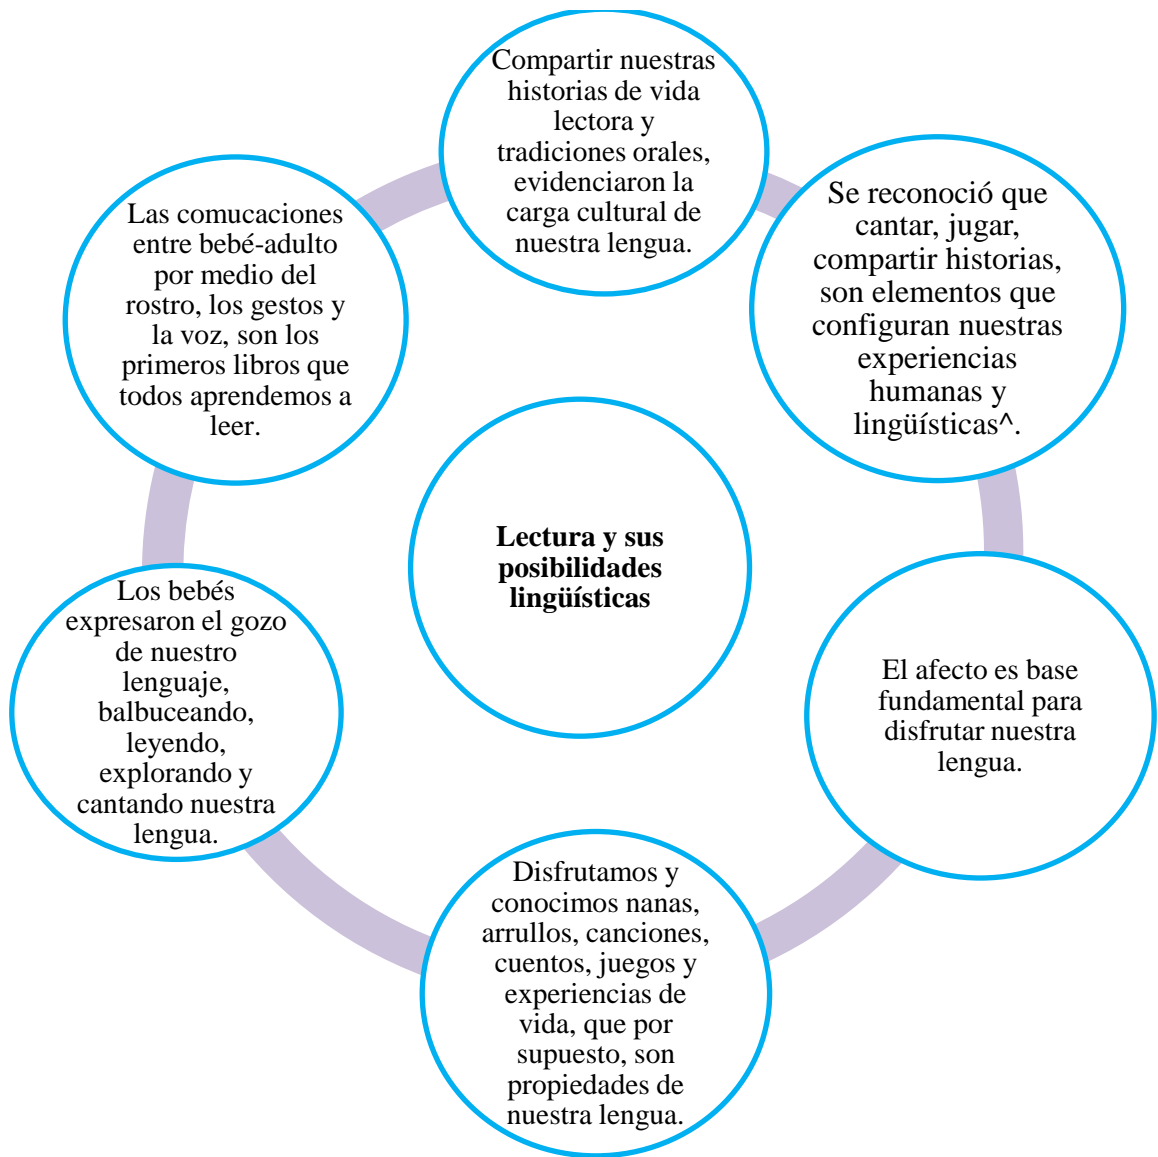 Compartir nuestras
historias de vida
lectora y
tradiciones orales,
evidenciaron la
carga cultural de
nuestra lengua.
Se reconoció que
cantar, jugar,
compartir historias,
son elementos que
configuran nuestras
experiencias
humanas y
lingüísticas^.
El afecto es base
fundamental para
disfrutar nuestra
lengua.
Disfrutamos y
conocimos nanas,
arrullos, canciones,
cuentos, juegos y
experiencias de
vida, que por
supuesto, son
propiedades de
nuestra lengua.
Los bebés
expresaron el gozo
de nuestro
lenguaje,
balbuceando,
leyendo,
explorando y
cantando nuestra
lengua.
Las comucaciones
entre bebé-adulto
por medio del
rostro, los gestos y
la voz, son los
primeros libros que
todos aprendemos a
leer.
Lectura y sus
posibilidades
lingüísticas